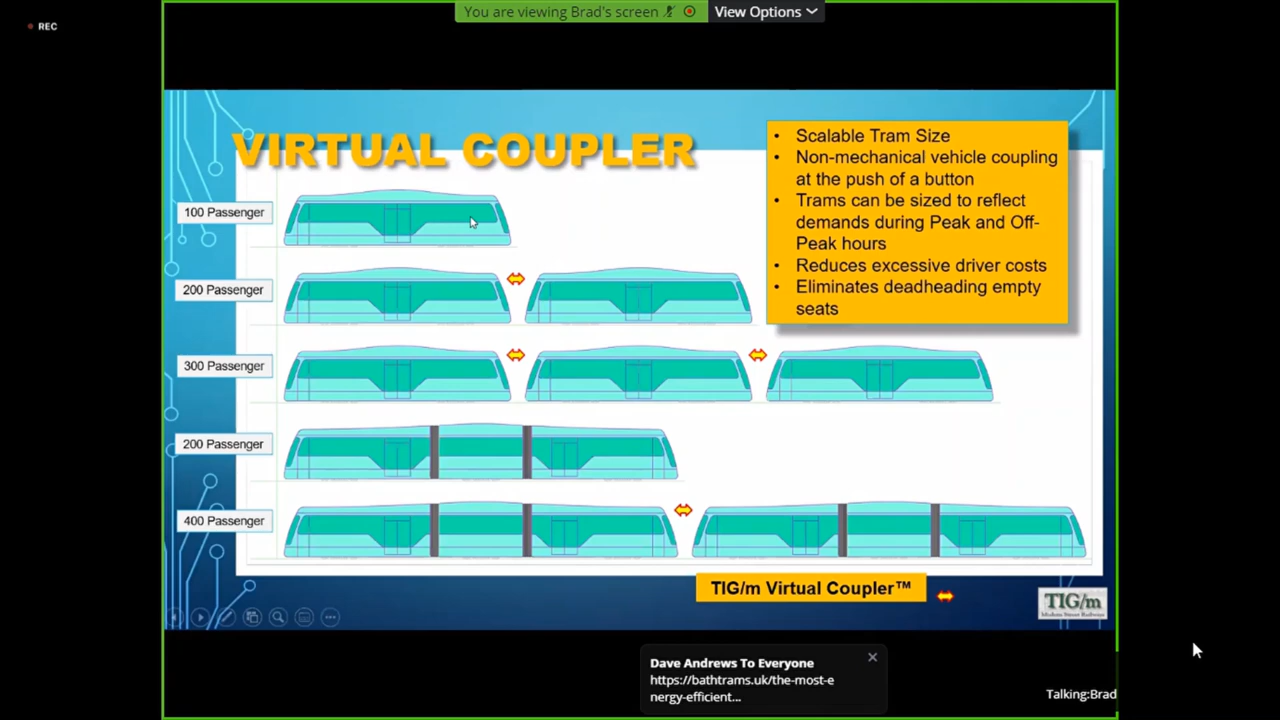 You are viewing Brad's screen
View Options
REC
VIRTUAL COUPLER
• Scalable Tram Size
• Non-mechanical vehicle coupling
at the push of a button
• Trams can be sized to reflect
demands during Peak and Off-
Peak hours
• Reduces excessive driver costs
• Eliminates deadheading empty
seats
100 Passenger
200 Passenger
300 Passenger
200 Passenger
400 Passenger
TIG/m Virtual Coupler™
TIG/m
Modern Street Railways
Dave Andrews To Everyone
https://bathtrams.uk/the-most-e
nergy-efficient...
Talking:Brad